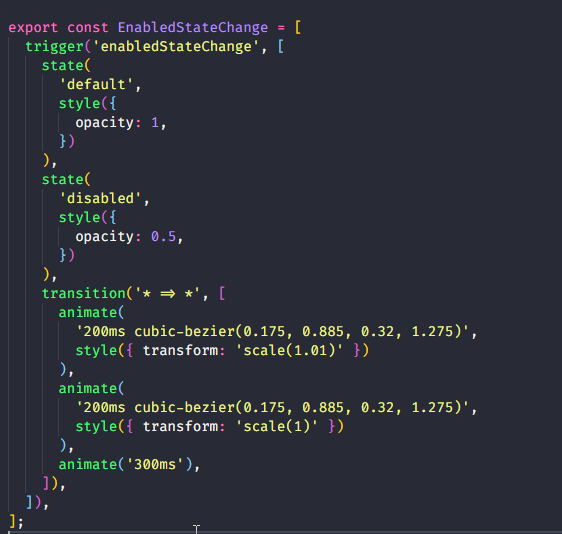 export const EnabledStateChange = [
  trigger('enabledStateChange', [
    state(
      'default',
      style({
        opacity: 1,
      })
    ),
    state(
      'disabled',
      style({
        opacity: 0.5,
      })
    ),
    transition('* => *', [
      animate(
        '200ms cubic-bezier(0.175, 0.885, 0.32, 1.275)',
        style({ transform: 'scale(1.01)' })
      ),
      animate(
        '200ms cubic-bezier(0.175, 0.885, 0.32, 1.275)',
        style({ transform: 'scale(1)' })
      ),
      animate('300ms'),
    ]),
  ]),
];